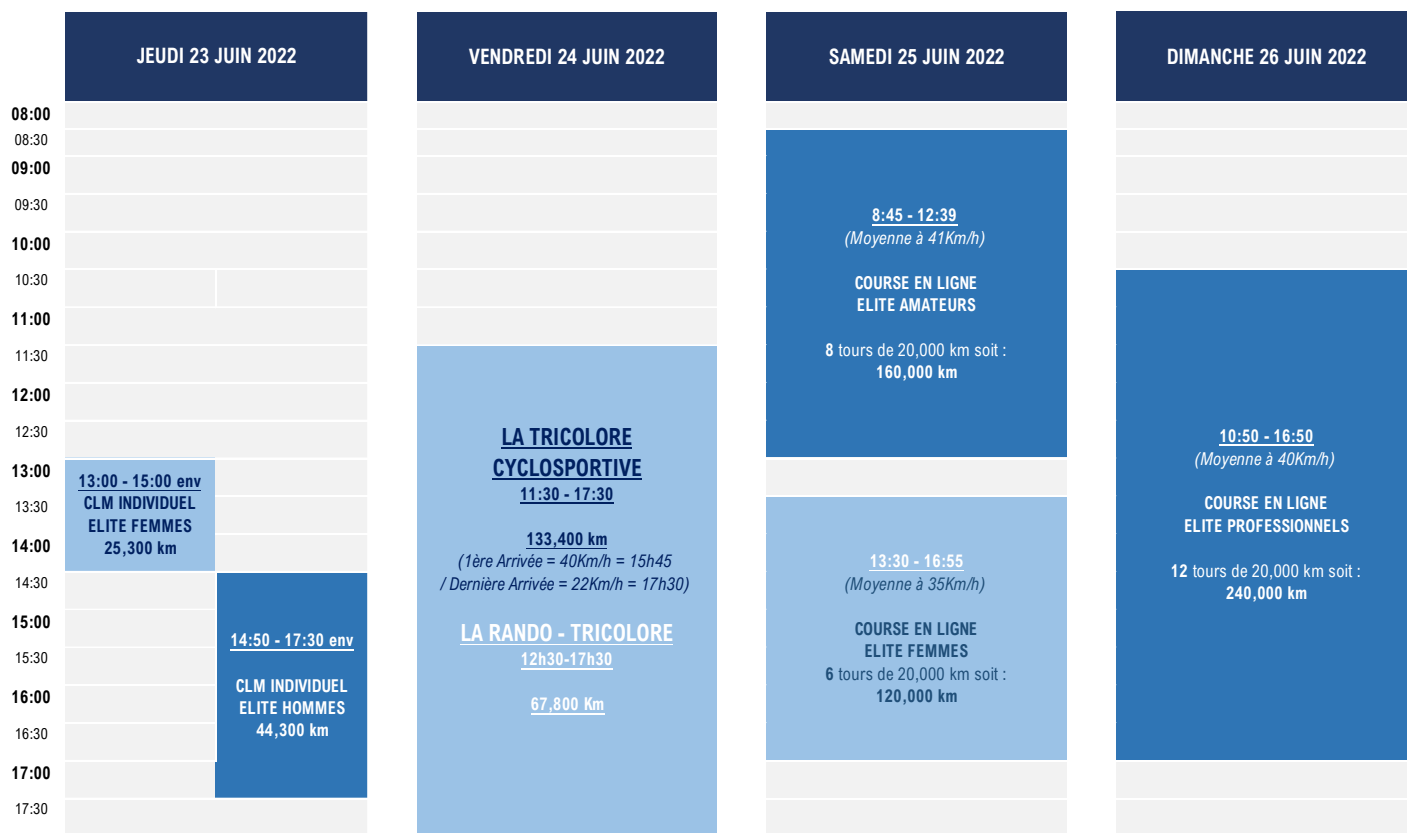 JEUDI 23 JUIN 2022
VENDREDI 24 JUIN 2022
SAMEDI 25 JUIN 2022
DIMANCHE 26 JUIN 2022
08:00
08:30
09:00
09:30
10:00
10:30
11:00
11:30
12:00
12:30
13:00
13:30
14:00
14:30
15:00
15:30
16:00
16:30
17:00
17:30
13:00 - 15:00 env
CLM INDIVIDUEL
ELITE FEMMES
25,300 km
14:50 - 17:30 env
CLM INDIVIDUEL
ELITE HOMMES
44,300 km
LA TRICOLORE
CYCLOSPORTIVE
11:30 - 17:30
133,400 km
(1ère Arrivée = 40Km/h = 15h45
/ Dernière Arrivée = 22Km/h = 17h30)
LA RANDO - TRICOLORE
12h30-17h30
67,800 Km
8:45 - 12:39
(Moyenne à 41Km/h)
COURSE EN LIGNE
ELITE AMATEURS
8 tours de 20,000 km soit :
160,000 km
13:30 - 16:55
(Moyenne à 35Km/h)
COURSE EN LIGNE
ELITE FEMMES
6 tours de 20,000 km soit :
120,000 km
10:50 - 16:50
(Moyenne à 40Km/h)
COURSE EN LIGNE
ELITE PROFESSIONNELS
12 tours de 20,000 km soit :
240,000 km